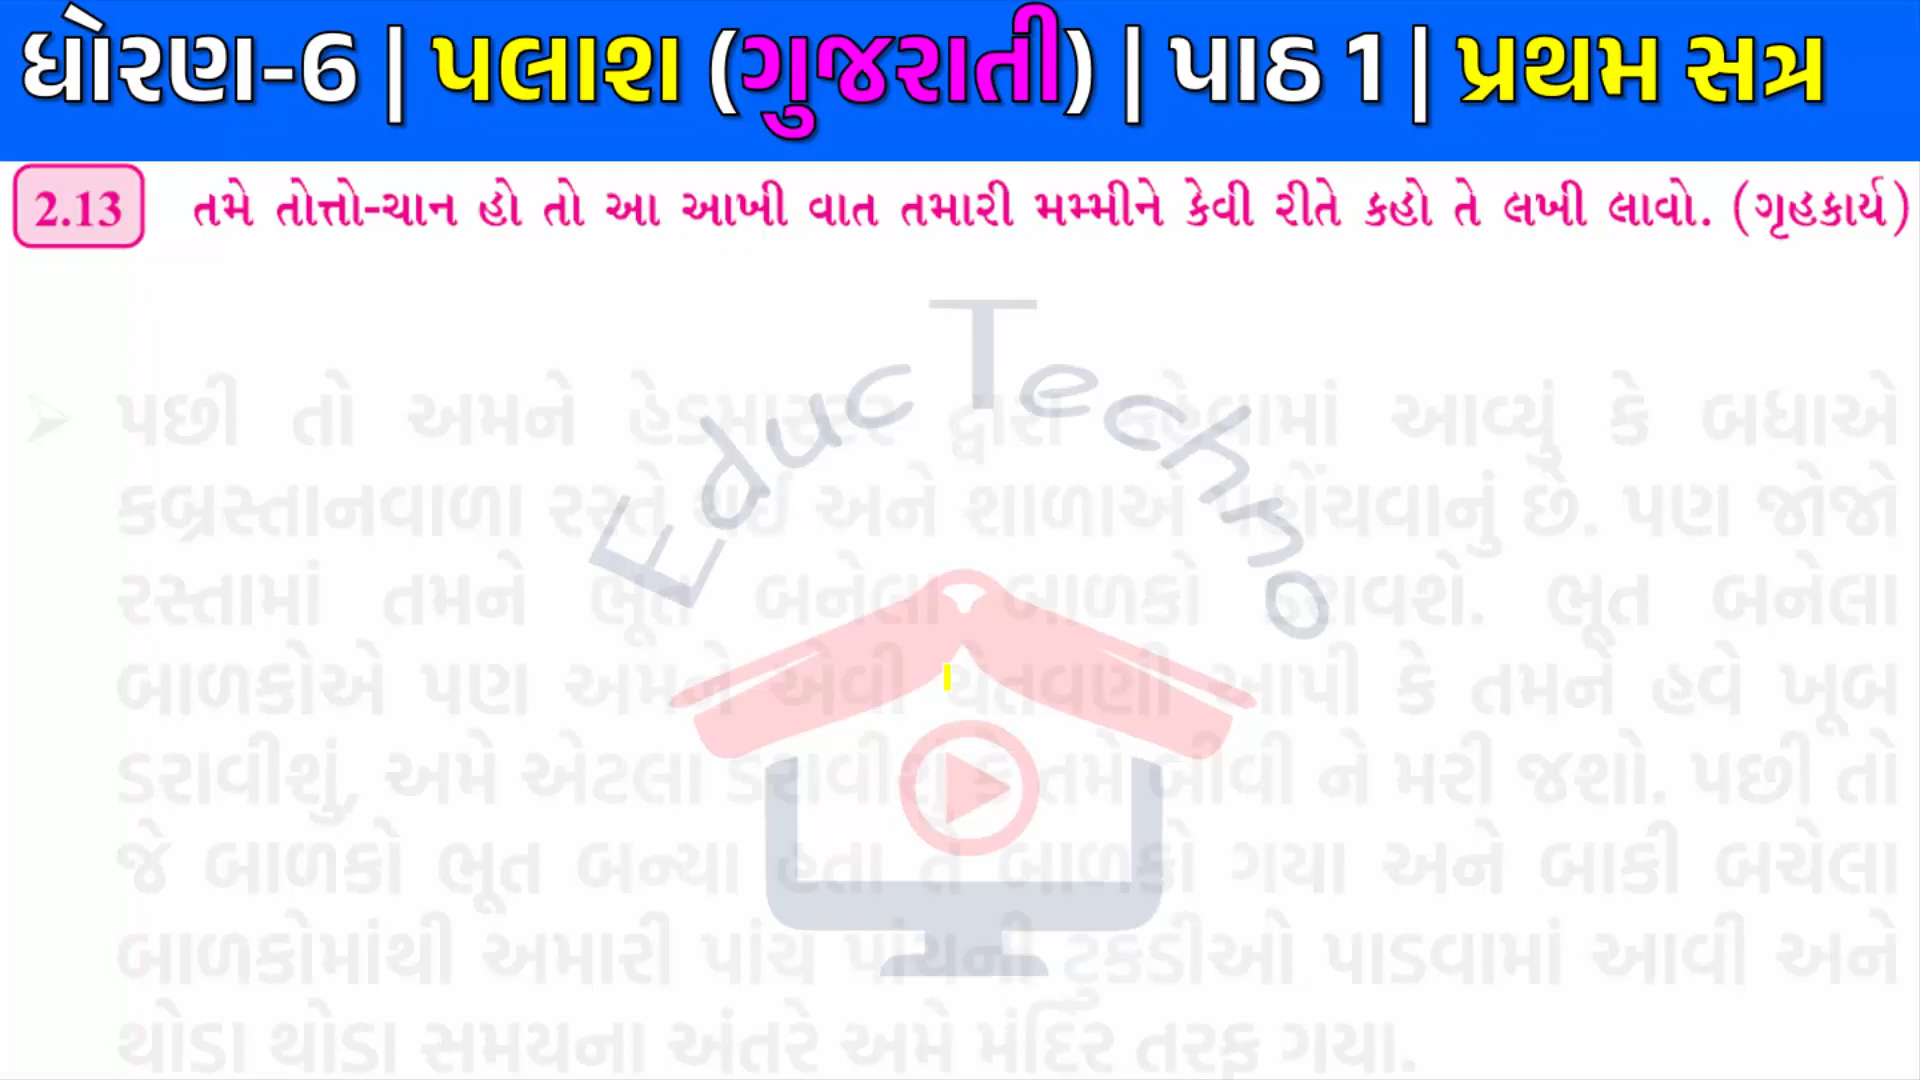 ધોરણ-6 | પલાશ (ગુજરાતી) | પાઠ 1 | પ્રથમ સત્ર
2.13 તમે તોત્તો-ચાન હો તો આ આખી વાત તમારી મમ્મીને કેવી રીતે કહો તે લખી લાવો. (ગૃહકાર્ય)
EducTechno
પછી તો અમને હેડમાસ્ટર દ્વારા કહેવામાં આવ્યું કે બધાએ
કબ્રસ્તાનવાળા રસ્તે થઈ અને શાળાએ પહોંચવાનું છે. પણ જોજો
રસ્તામાં તમને ભૂત બનેલા બાળકો ડરાવશે. ભૂત બનેલા
બાળકોએ પણ અમને એવી ચેતવણી આપી કે તમને હવે ખૂબ
ડરાવીશું, અમે એટલા ડરાવીશું કે તમે બીવી ને મરી જશો. પછી તો
જે બાળકો ભૂત બન્યા હતા તે બાળકો ગયા અને બાકી બચેલા
બાળકોમાંથી અમારી પાંચ પાંચની ટુકડીઓ પાડવામાં આવી અને
થોડા થોડા સમયના અંતરે અમે મંદિર તરફ ગયા.